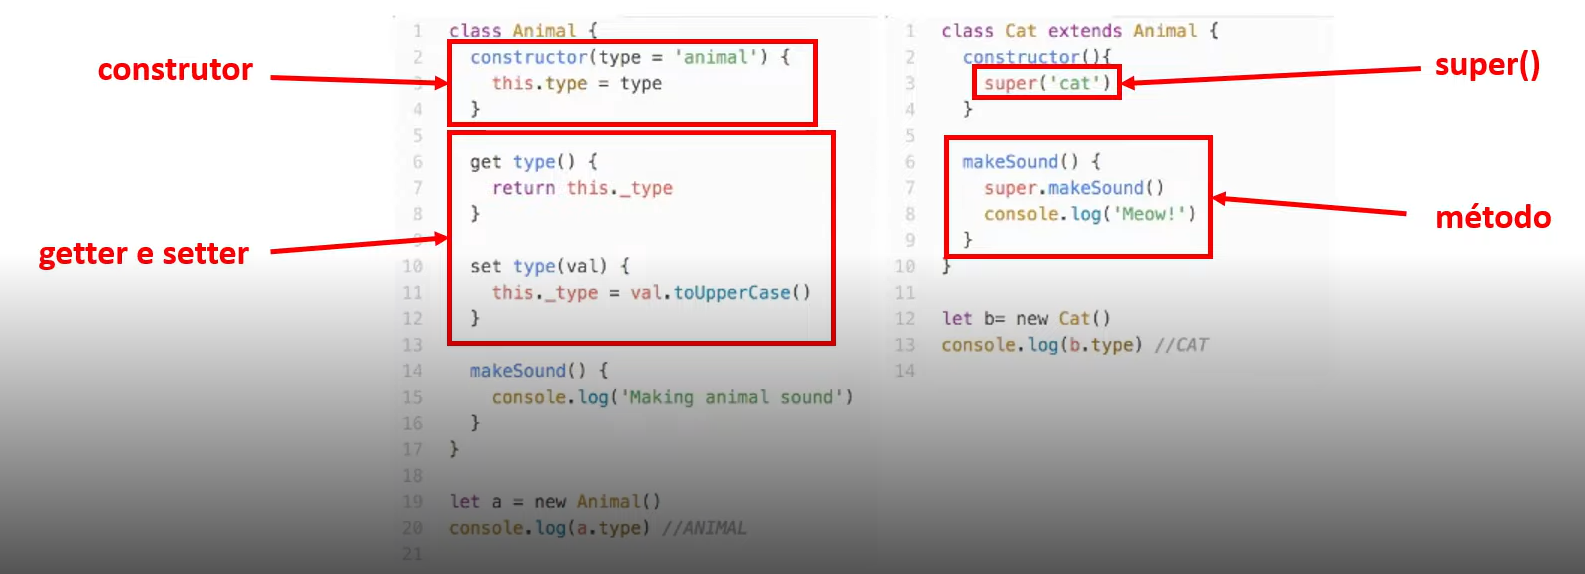 construtor
getter e setter
1 class Animal {
2 constructor(type = 'animal') {
3 this.type = type
4 }
5
6 get type() {
7 return this._type
8 }
9
10 set type(val) {
11 this._type = val.toUpperCase()
12 }
13
14 makeSound() {
15 console.log('Making animal sound')
16 }
17 }
18
19 let a = new Animal()
20 console.log(a.type) //ANIMAL
21
1 class Cat extends Animal {
2 constructor(){
3 super('cat')
4 }
5
6 makeSound() {
7 super.makeSound()
8 console.log('Meow!')
9 }
10 }
11
12 let b= new Cat()
13 console.log(b.type) //CAT
14
super()
método